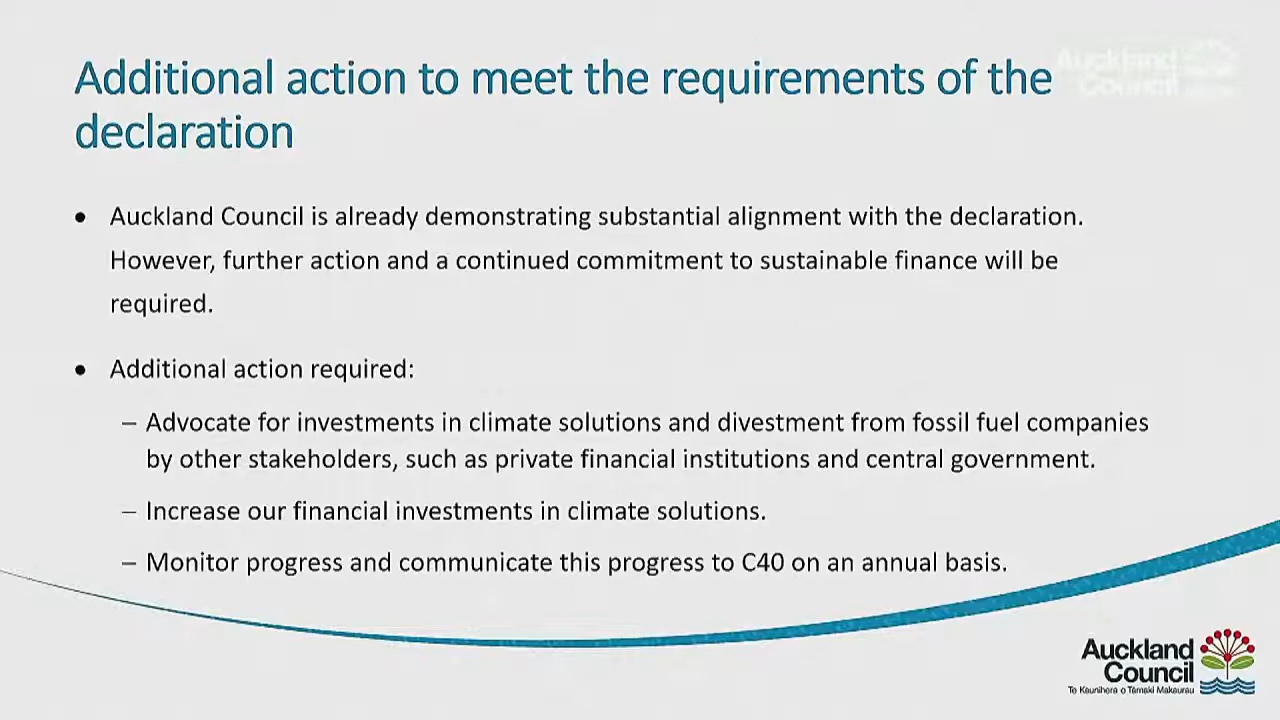 Additional action to meet the requirements of the
declaration
Auckland
Council
• Auckland Council is already demonstrating substantial alignment with the declaration.
However, further action and a continued commitment to sustainable finance will be
required.
• Additional action required:
– Advocate for investments in climate solutions and divestment from fossil fuel companies
by other stakeholders, such as private financial institutions and central government.
– Increase our financial investments in climate solutions.
– Monitor progress and communicate this progress to C40 on an annual basis.
Auckland
Council
Te Kaunihera o Tāmaki Makaurau